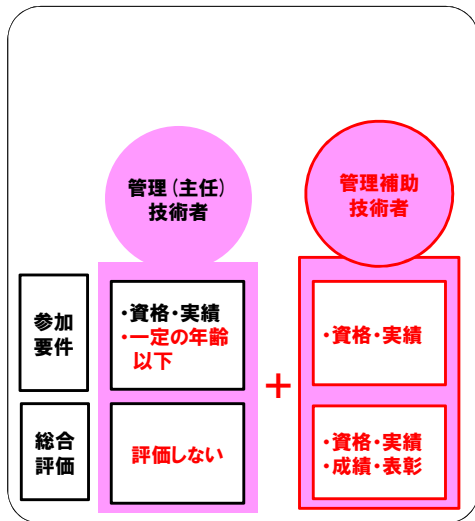 管理(主任)
技術者
管理補助
技術者
参加
要件
・資格・実績
・一定の年齢
以下
+
・資格・実績
総合
評価
評価しない
・資格・実績
・成績・表彰